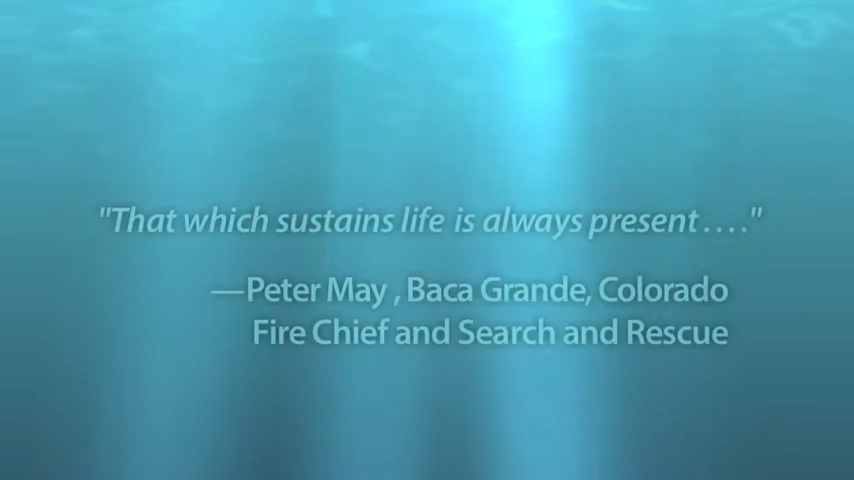 "That which sustains life is always present . . . ."
—Peter May , Baca Grande, Colorado
Fire Chief and Search and Rescue